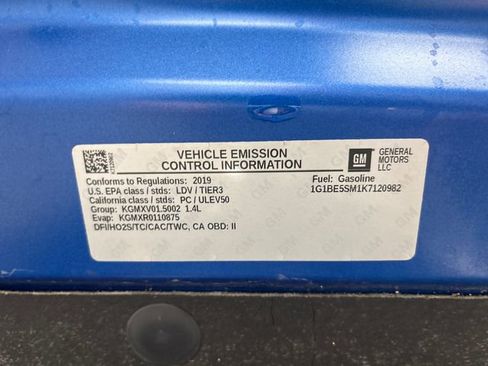 VEHICLE EMISSION
CONTROL INFORMATION
GM
GENERAL
MOTORS
LLC
Conforms to Regulations: 2019
U.S. EPA class / stds: LDV / TIER3
California class / stds: PC / ULEV50
Group: KGMXV01.5002 1.4L
Evap: KGMXR0110875
DFI/HO2S/TC/CAC/TWC, CA OBD: II
Fuel: Gasoline
1G1BE5SM1K7120982